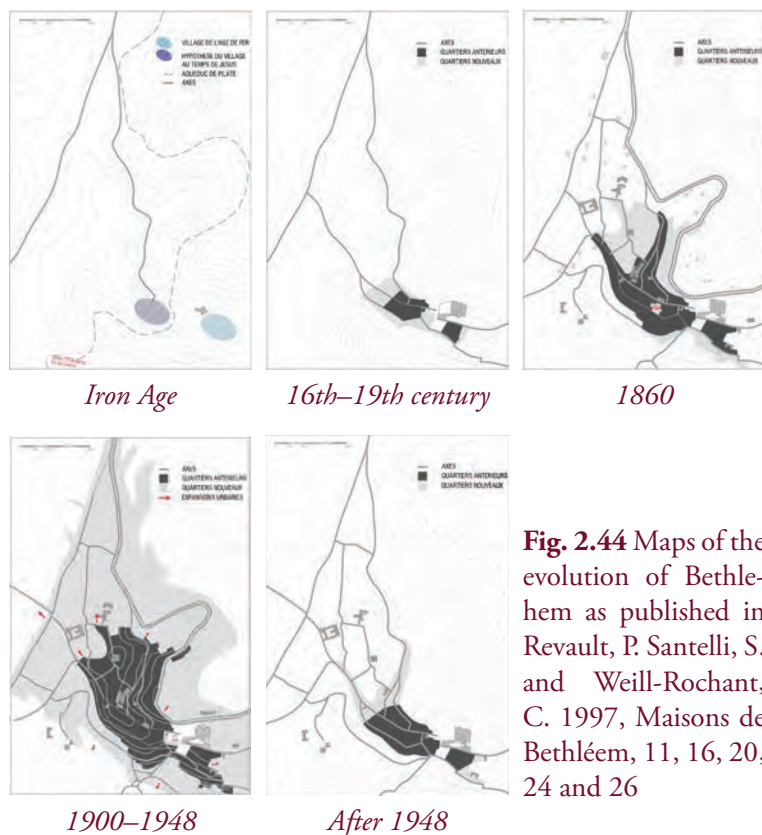 VILLAGE DE L'AGE DE FER
HYPOTHESE DU VILLAGE
AU TEMPS DE JESUS
AQUEDUC DE PILATE
AXES
Iron Age
AXES
QUARTIERS ANTERIEURS
QUARTIERS NOUVEAUX
16th–19th century
AXES
QUARTIERS ANTERIEURS
QUARTIERS NOUVEAUX
1860
AXES
QUARTIERS ANTERIEURS
QUARTIERS NOUVEAUX
EXPANSIONS URBAINES
1900–1948
AXES
QUARTIERS ANTERIEURS
QUARTIERS NOUVEAUX
After 1948
Fig. 2.44 Maps of the
evolution of Bethle-
hem as published in
Revault, P. Santelli, S.
and Weill-Rochant,
C. 1997, Maisons de
Bethléem, 11, 16, 20,
24 and 26